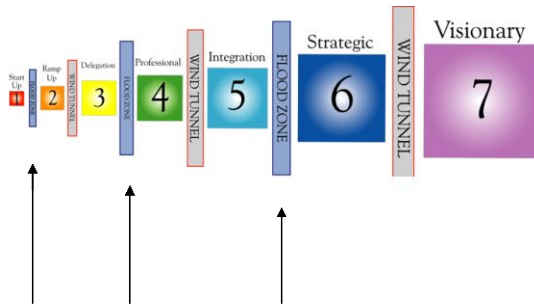 Start
Up
1
FLOOD ZONE
Ramp
Up
2
WIND TUNNEL
Delegation
3
FLOOD ZONE
Professional
4
WIND TUNNEL
Integration
5
FLOOD ZONE
Strategic
6
WIND TUNNEL
Visionary
7